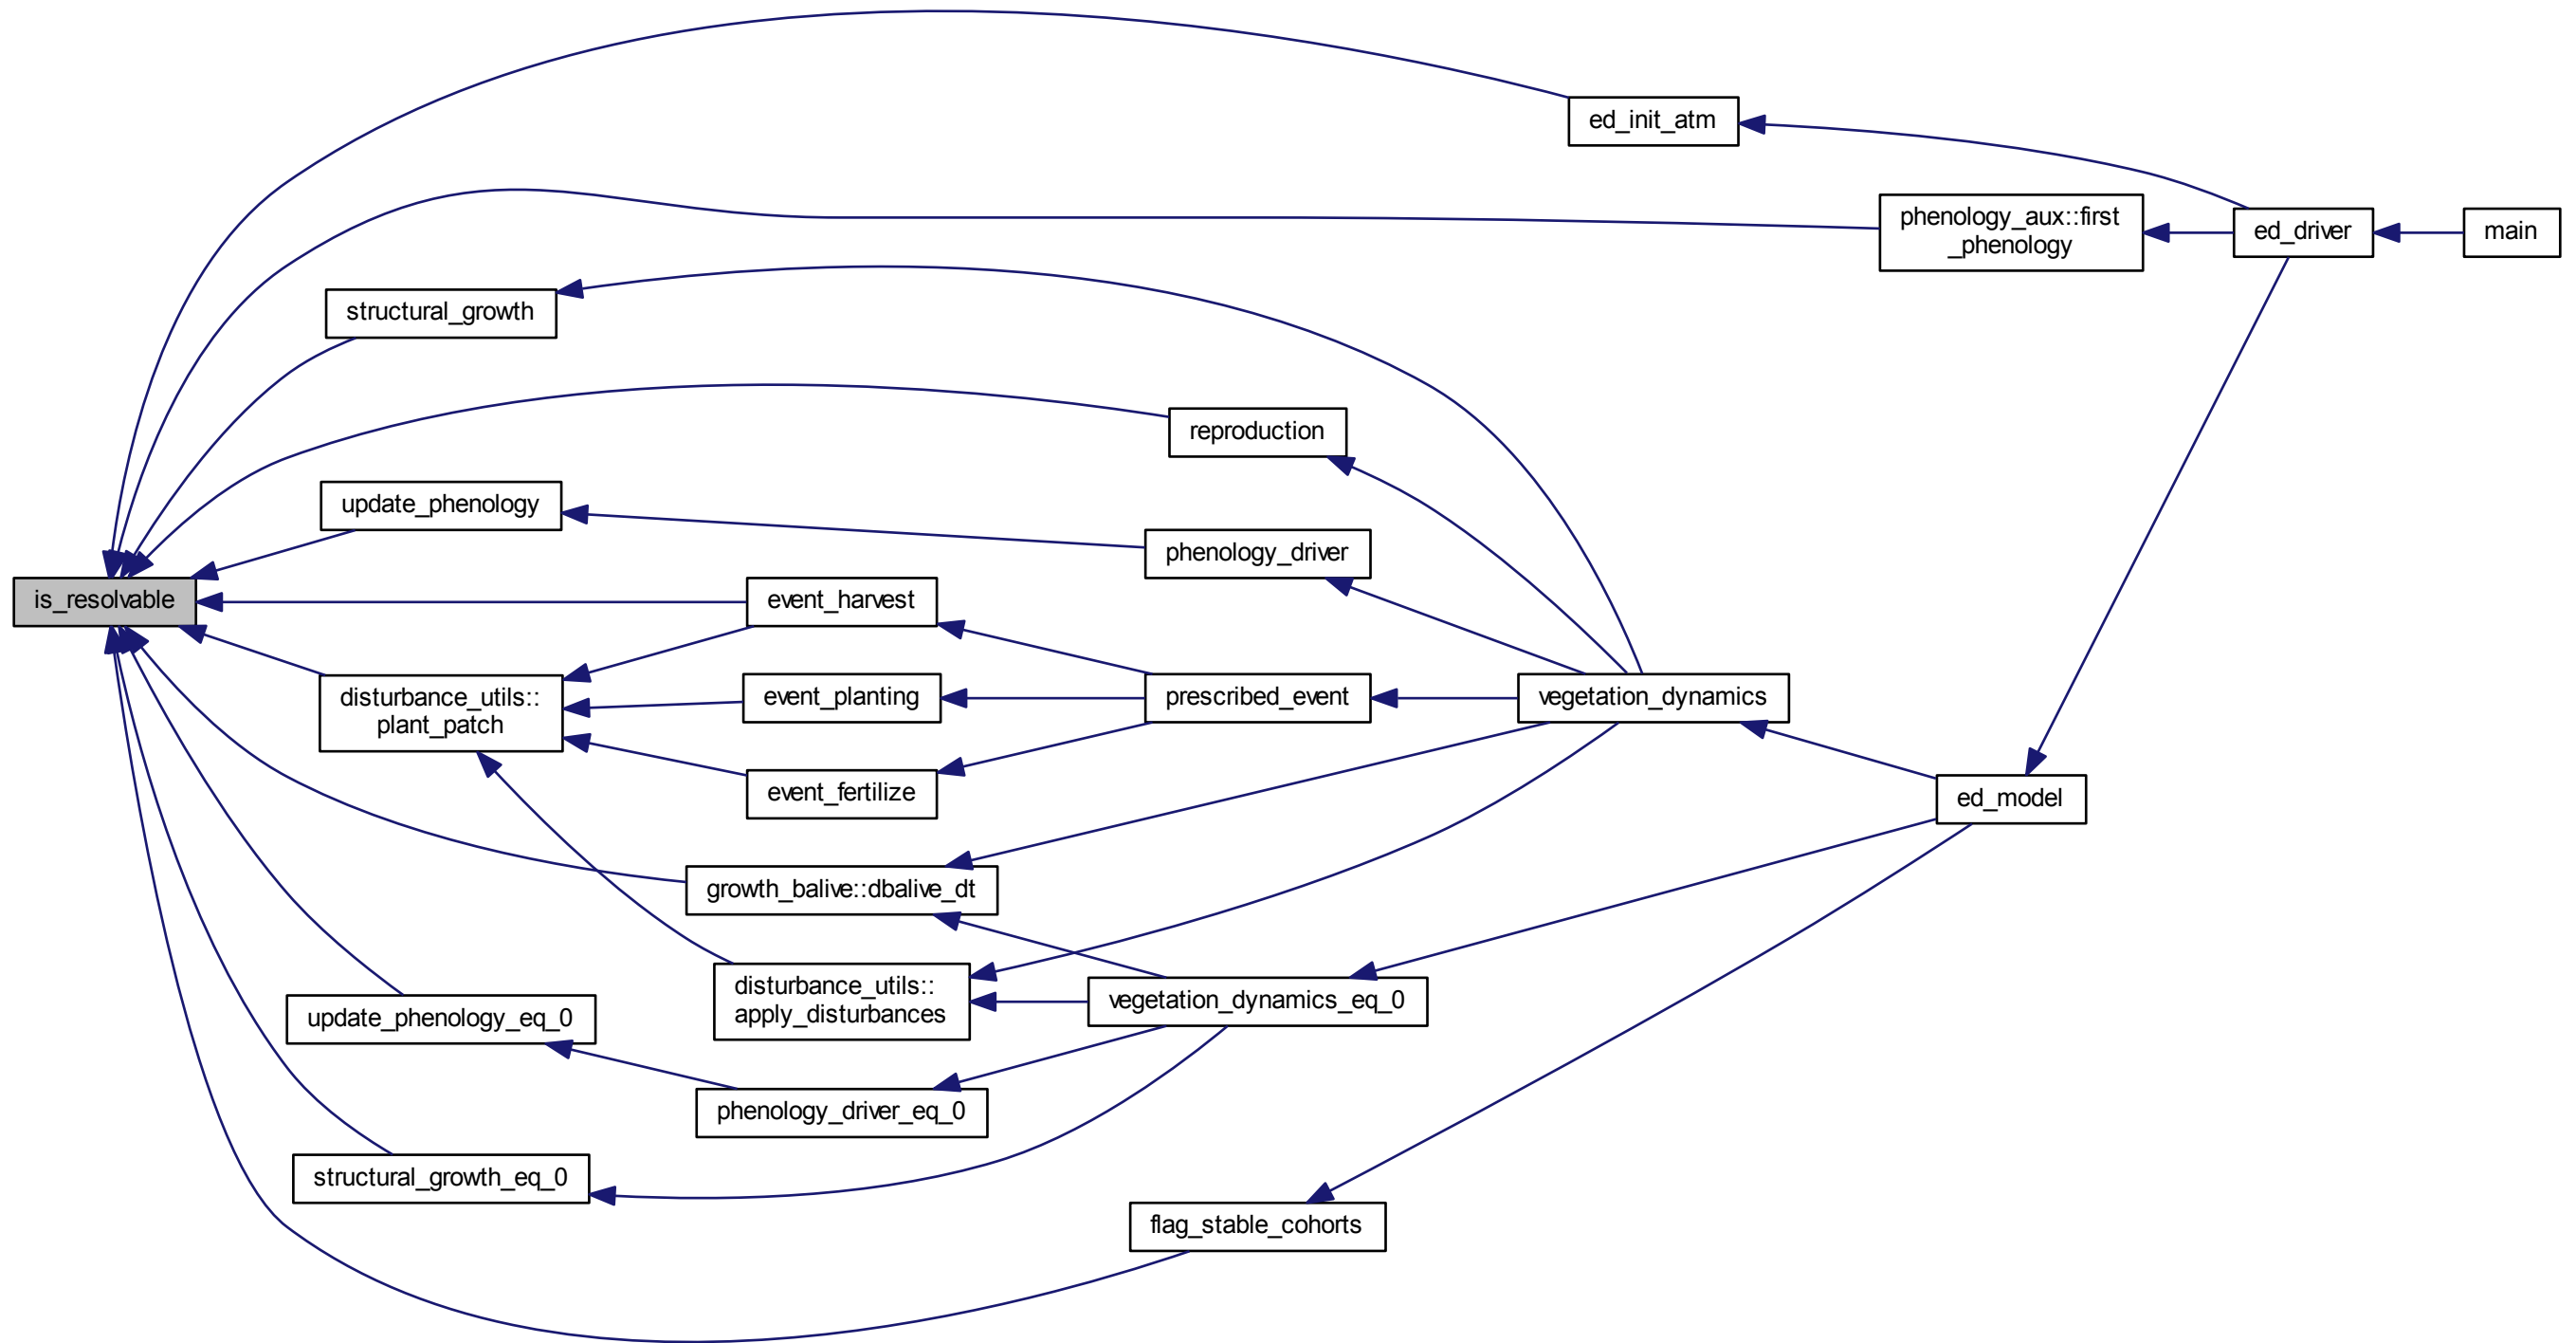 ed_init_atm
phenology_aux::first
_phenology
ed_driver
main
structural_growth
reproduction
update_phenology
phenology_driver
is_resolvable
event_harvest
disturbance_utils::
plant_patch
event_planting
prescribed_event
vegetation_dynamics
event_fertilize
ed_model
growth_balive::dbalive_dt
disturbance_utils::
apply_disturbances
vegetation_dynamics_eq_0
update_phenology_eq_0
phenology_driver_eq_0
structural_growth_eq_0
flag_stable_cohorts